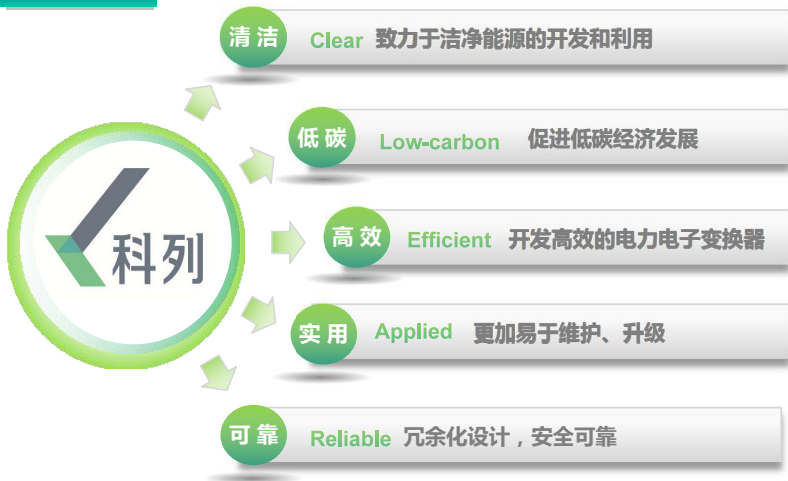 清洁 Clear 致力于洁净能源的开发和利用
低碳 Low-carbon 促进低碳经济发展
科列
高效 Efficient 开发高效的电力电子变换器
实用 Applied 更加易于维护、升级
可靠 Reliable 冗余化设计，安全可靠